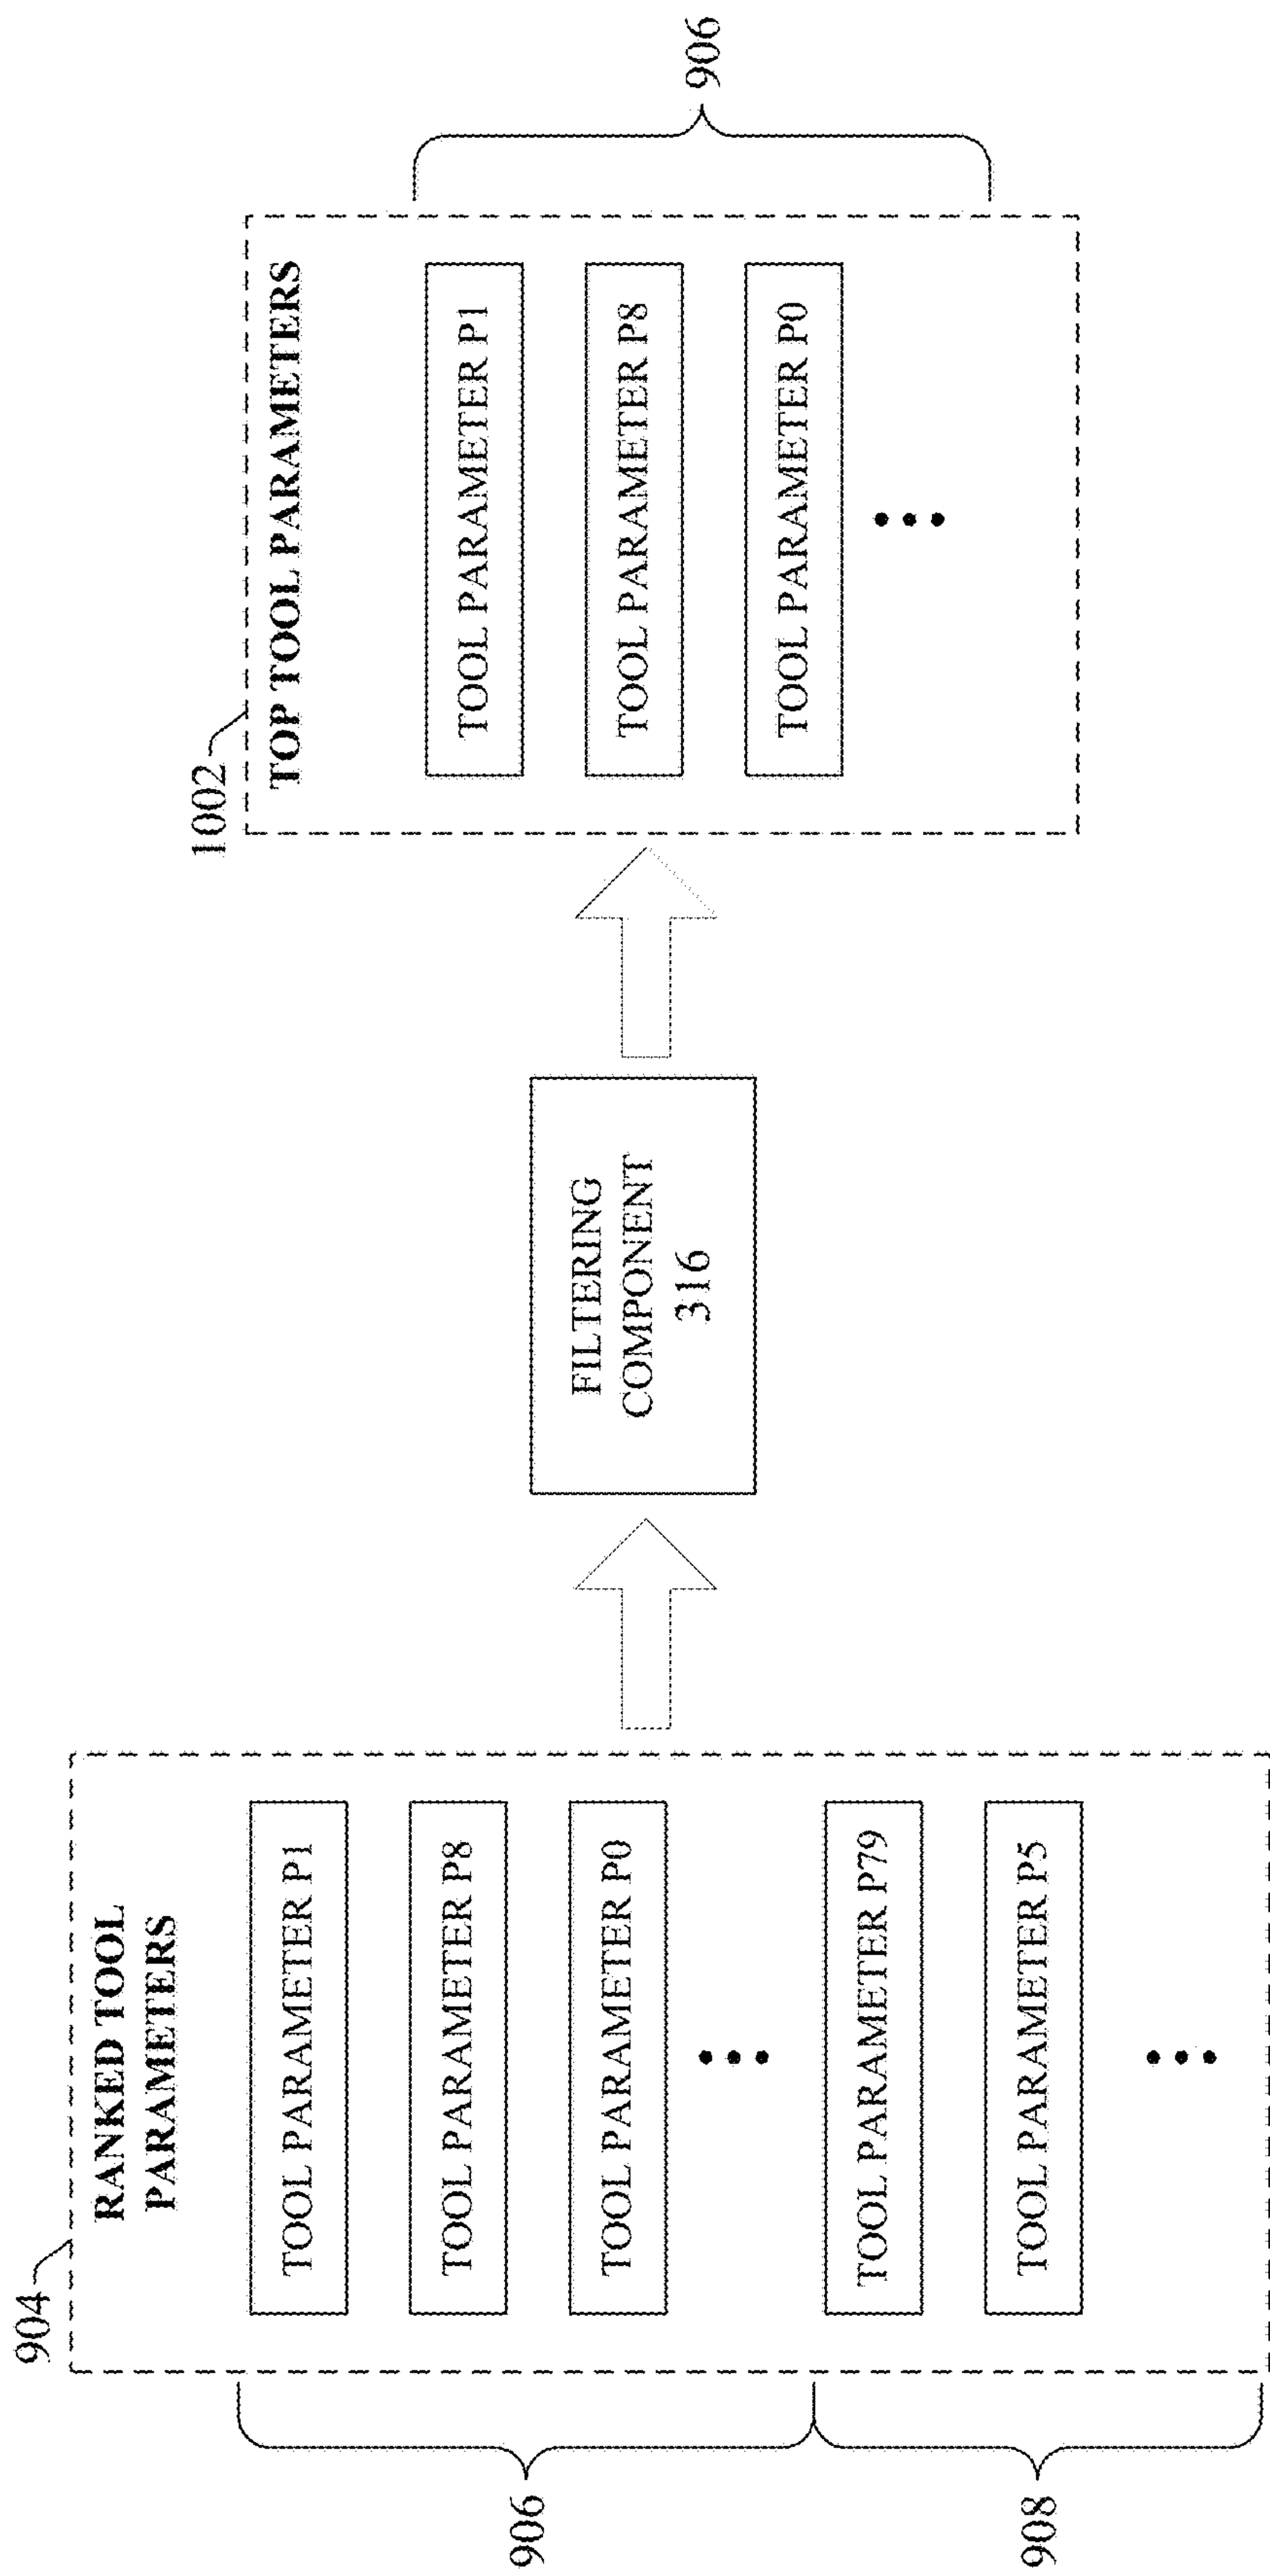 904
RANKED TOOL
PARAMETERS
TOOL PARAMETER P1
TOOL PARAMETER P8
TOOL PARAMETER P0
TOOL PARAMETER P79
TOOL PARAMETER P5
906
908
FILTERING
COMPONENT
316
1002
TOP TOOL PARAMETERS
TOOL PARAMETER P1
TOOL PARAMETER P8
TOOL PARAMETER P0
906